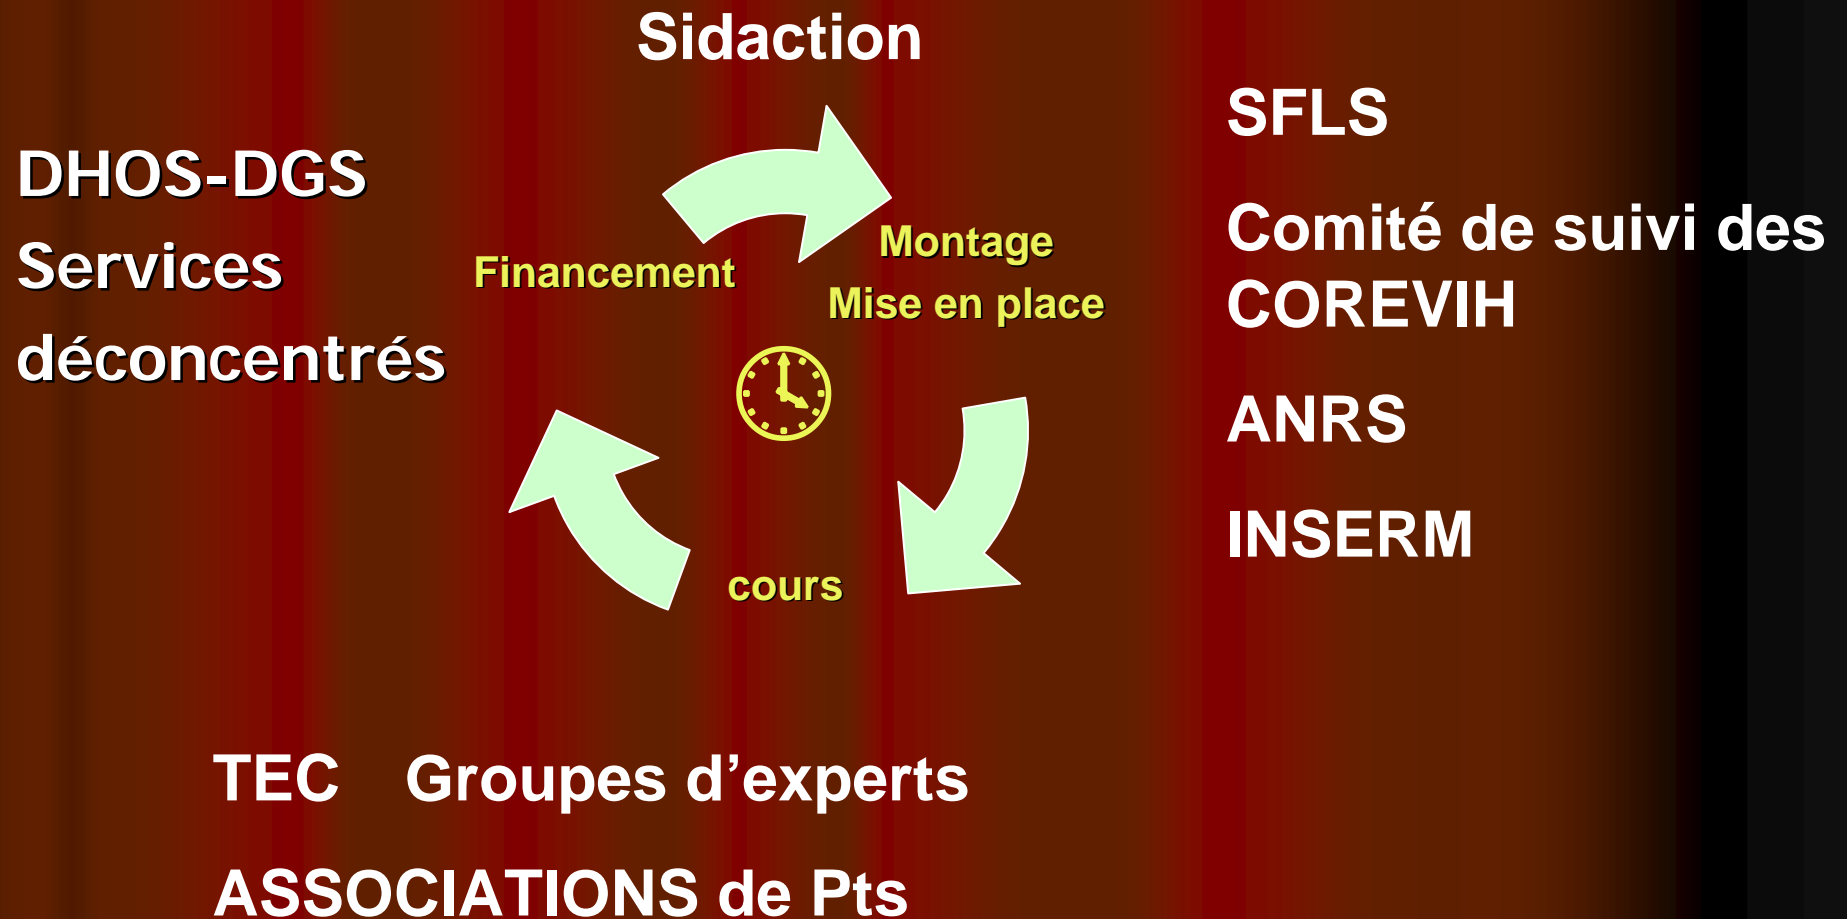 Sidaction
DHOS-DGS
Services
déconcentrés
Financement
Montage
Mise en place
cours
SFLS
Comité de suivi des
COREVIH
ANRS
INSERM
TEC Groupes d’experts
ASSOCIATIONS de Pts